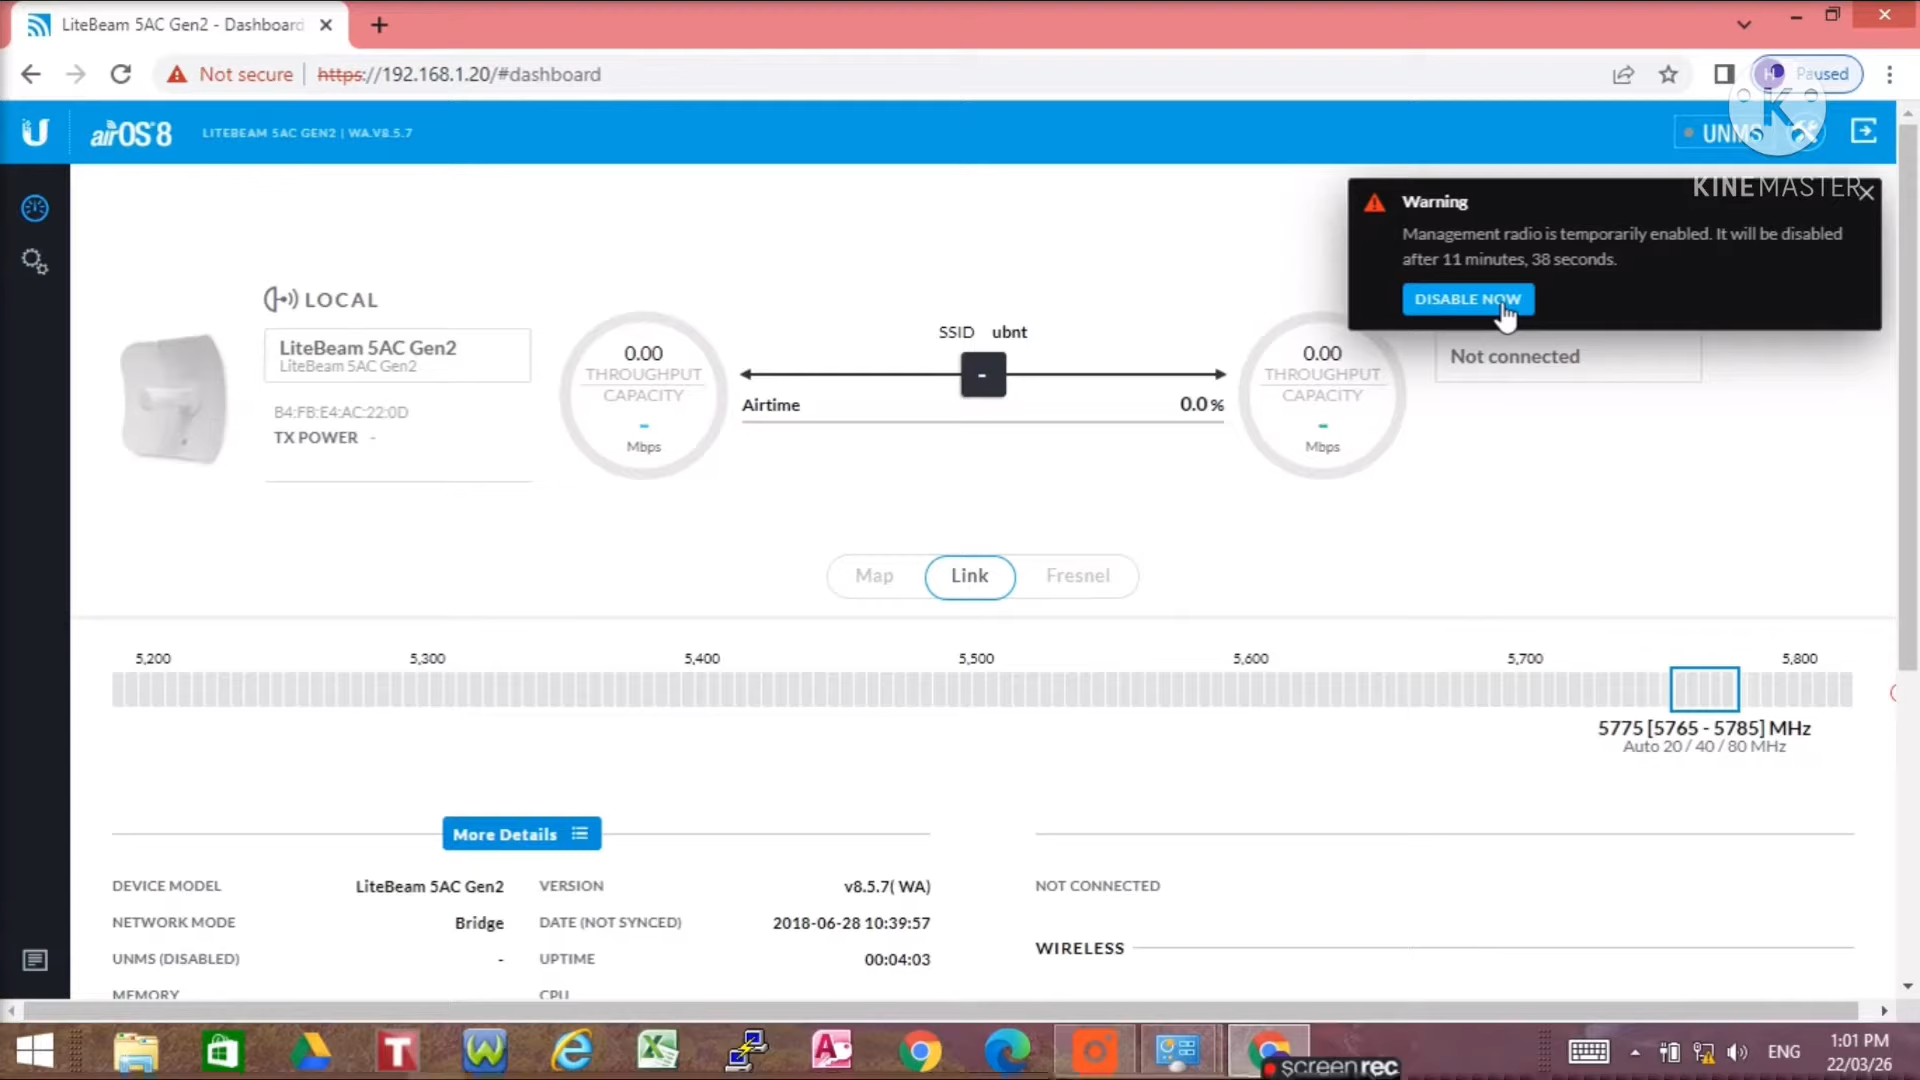 LiteBeam 5AC Gen2 - Dashboard
Not secure
https://192.168.1.20/#dashboard
Paused
airOS 8
LITEBEAM 5AC GEN2 | WA.V8.5.7
UNMS
K
KINEMASTER
Warning
Management radio is temporarily enabled. It will be disabled
after 11 minutes, 38 seconds.
DISABLE NOW
LOCAL
LiteBeam 5AC Gen2
LiteBeam 5AC Gen2
B4:FB:E4:AC:22:0D
TX POWER -
0.00
THROUGHPUT
CAPACITY
-
Mbps
SSID ubnt
-
Airtime 0.0 %
0.00
THROUGHPUT
CAPACITY
-
Mbps
Not connected
Map Link Fresnel
5,200 5,300 5,400 5,500 5,600 5,700 5,800
5775 [5765 - 5785] MHz
Auto 20 / 40 / 80 MHz
More Details
DEVICE MODEL LiteBeam 5AC Gen2 VERSION v8.5.7( WA)
NETWORK MODE Bridge DATE (NOT SYNCED) 2018-06-28 10:39:57
UNMS (DISABLED) - UPTIME 00:04:03
MEMORY CPU
NOT CONNECTED
WIRELESS
screenrec
ENG
1:01 PM
22/03/26